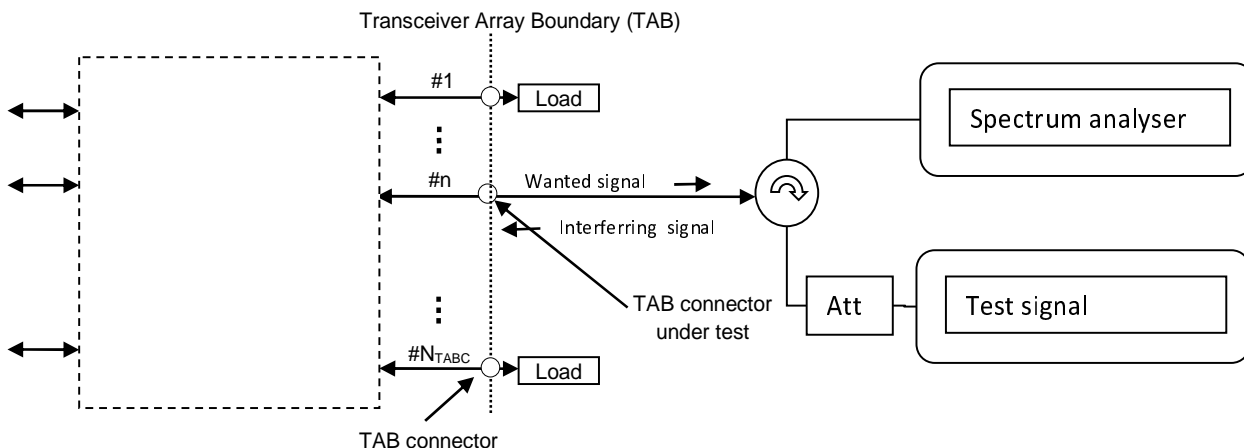 Transceiver Array Boundary (TAB)
#1
Load
Spectrum analyser
#n
Wanted signal
Interferring signal
TAB connector
under test
Att
Test signal
#NTABC
Load
TAB connector